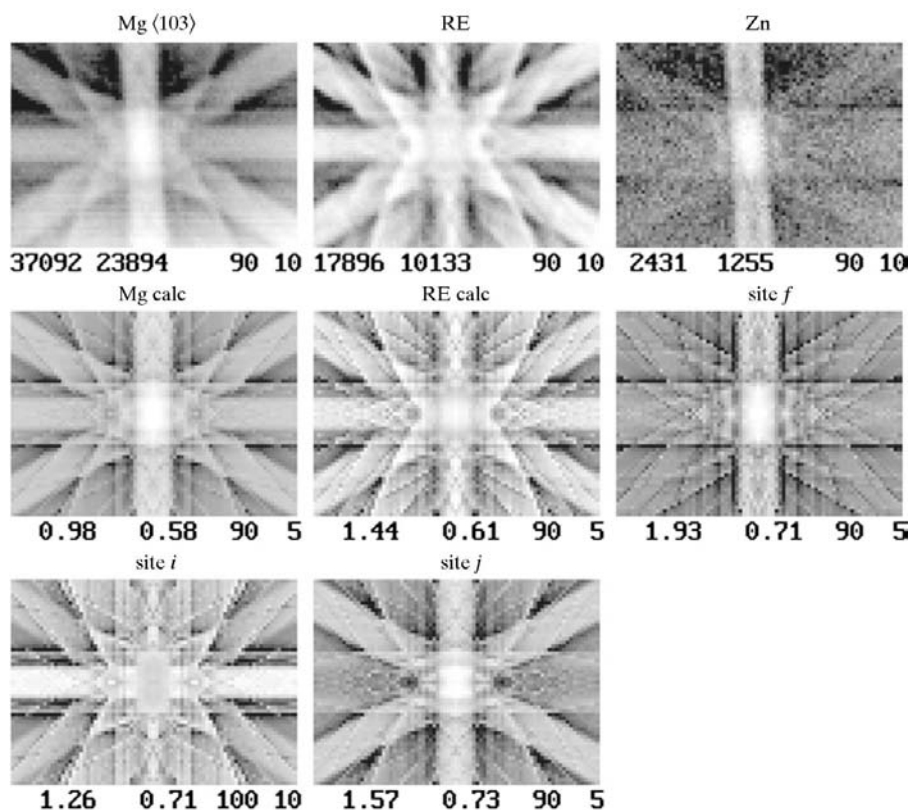 Mg ⟨103⟩ RE Zn
37092 23894 90 10 17896 10133 90 10 2431 1255 90 10
Mg calc RE calc site f
0.98 0.58 90 5 1.44 0.61 90 5 1.93 0.71 90 5
site i site j
1.26 0.71 100 10 1.57 0.73 90 5